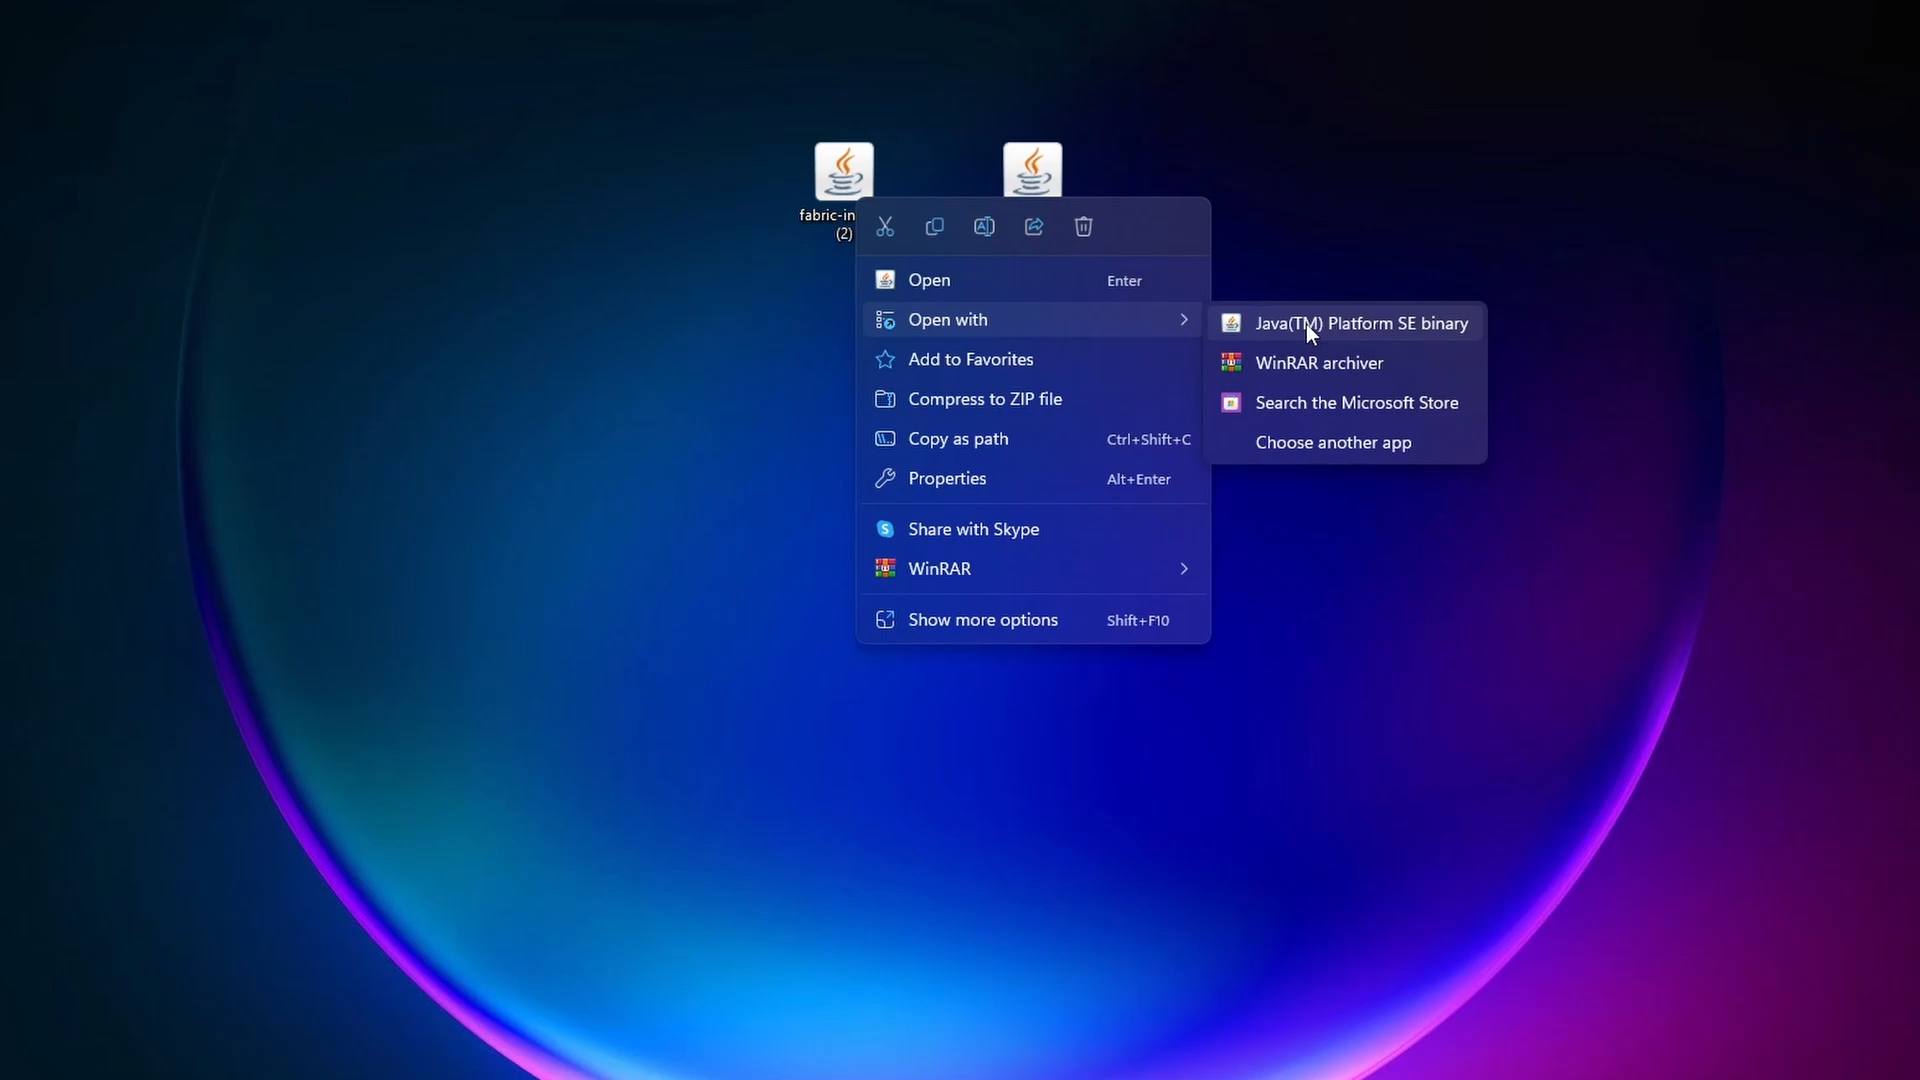 fabric-in
(2)
Open Enter
Open with
Add to Favorites
Compress to ZIP file
Copy as path Ctrl+Shift+C
Properties Alt+Enter
Share with Skype
WinRAR
Show more options Shift+F10
Java(TM) Platform SE binary
WinRAR archiver
Search the Microsoft Store
Choose another app